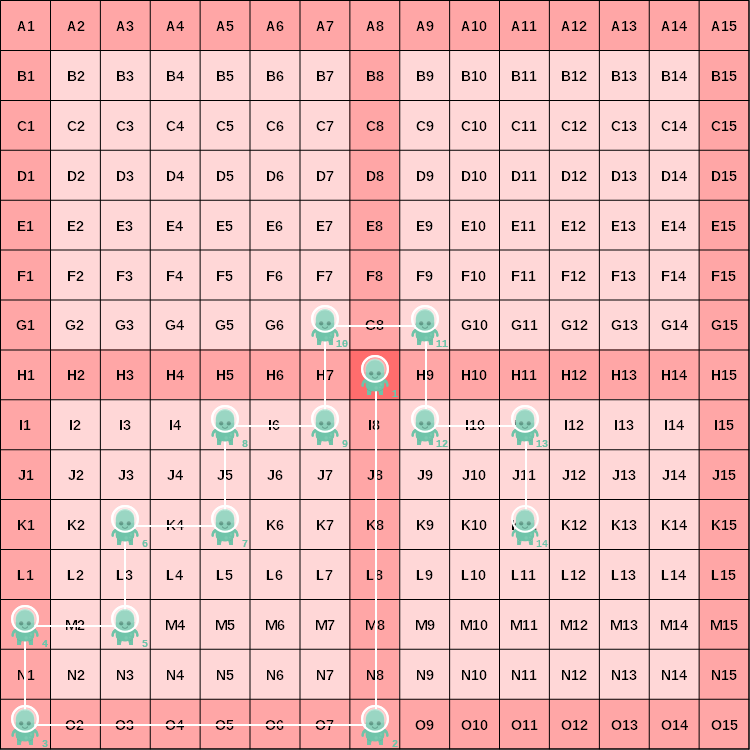 A1 A2 A3 A4 A5 A6 A7 A8 A9 A10 A11 A12 A13 A14 A15
B1 B2 B3 B4 B5 B6 B7 B8 B9 B10 B11 B12 B13 B14 B15
C1 C2 C3 C4 C5 C6 C7 C8 C9 C10 C11 C12 C13 C14 C15
D1 D2 D3 D4 D5 D6 D7 D8 D9 D10 D11 D12 D13 D14 D15
E1 E2 E3 E4 E5 E6 E7 E8 E9 E10 E11 E12 E13 E14 E15
F1 F2 F3 F4 F5 F6 F7 F8 F9 F10 F11 F12 F13 F14 F15
G1 G2 G3 G4 G5 G6 10 G8 11 G10 G11 G12 G13 G14 G15
H1 H2 H3 H4 H5 H6 H7 1 H9 H10 H11 H12 H13 H14 H15
I1 I2 I3 I4 8 I6 9 I8 12 I10 13 I12 I13 I14 I15
J1 J2 J3 J4 J5 J6 J7 J8 J9 J10 J11 J12 J13 J14 J15
K1 K2 6 K4 7 K6 K7 K8 K9 K10 14 K12 K13 K14 K15
L1 L2 L3 L4 L5 L6 L7 L8 L9 L10 L11 L12 L13 L14 L15
4 M2 5 M4 M5 M6 M7 M8 M9 M10 M11 M12 M13 M14 M15
N1 N2 N3 N4 N5 N6 N7 N8 N9 N10 N11 N12 N13 N14 N15
3 O2 O3 O4 O5 O6 O7 2 O9 O10 O11 O12 O13 O14 O15